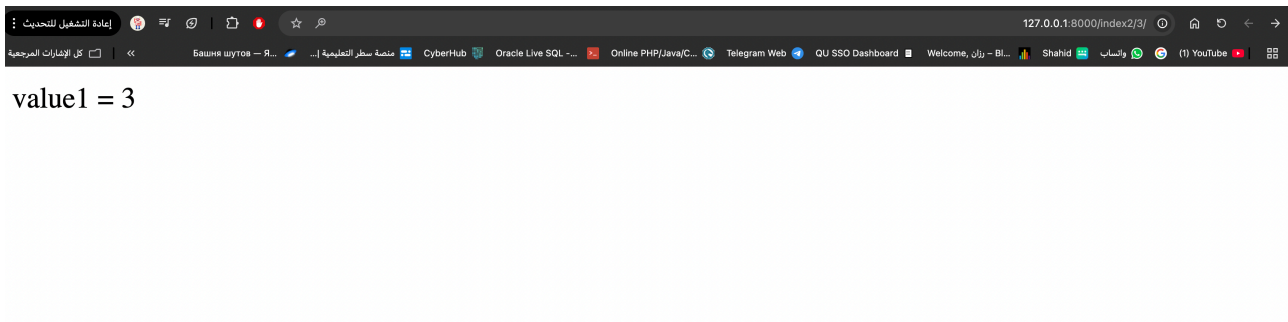 إعادة التشغيل للتحديث
127.0.0.1:8000/index2/3/
كل الإشارات المرجعية
Башня шутов — Я...
منصة سطر التعليمية |...
CyberHub
Oracle Live SQL -...
Online PHP/Java/C...
Telegram Web
QU SSO Dashboard
Welcome, رزان – Bl...
Shahid
واتساب
(1) YouTube
value1 = 3